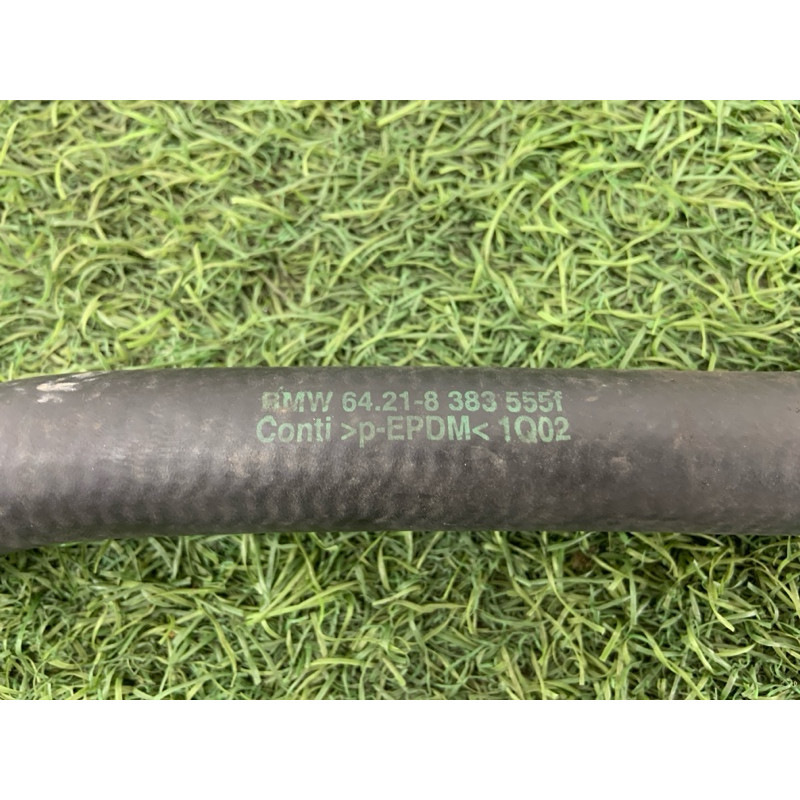 BMW 64.21-8 383 555f
Conti >p-EPDM< 1Q02